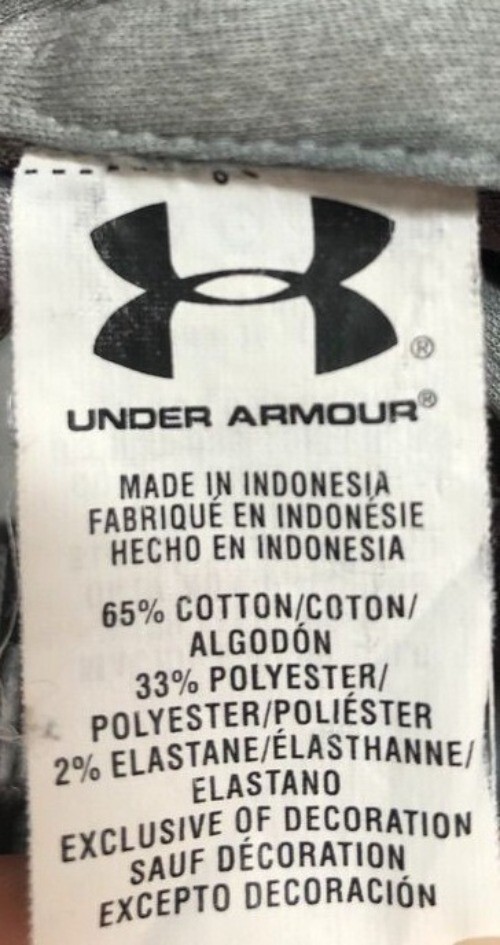 ®
UNDER ARMOUR®
MADE IN INDONESIA
FABRIQUÉ EN INDONÉSIE
HECHO EN INDONESIA
65% COTTON/COTON/
ALGODÓN
33% POLYESTER/
POLYESTER/POLIÉSTER
2% ELASTANE/ÉLASTHANNE/
ELASTANO
EXCLUSIVE OF DECORATION
SAUF DÉCORATION
EXCEPTO DECORACIÓN